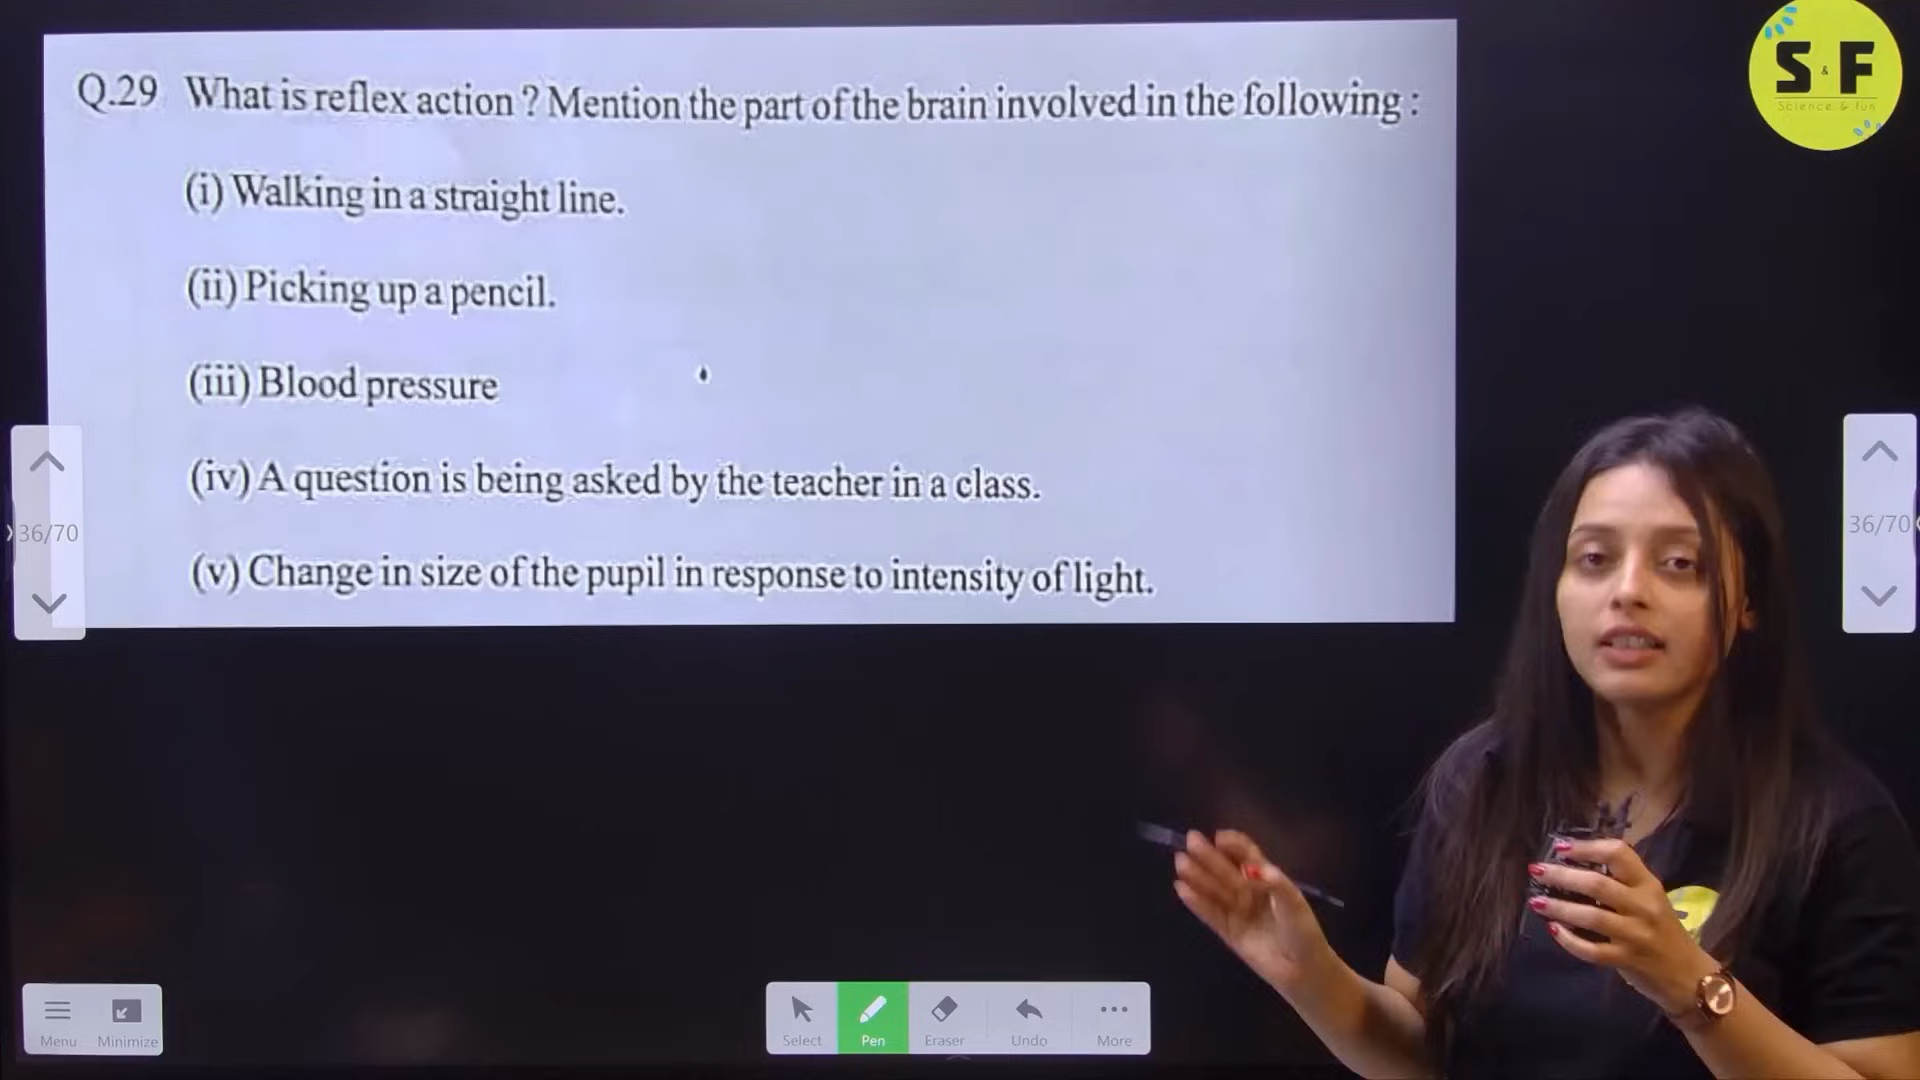 S & F
Science & fun
Q.29 What is reflex action ? Mention the part of the brain involved in the following :
(i) Walking in a straight line.
(ii) Picking up a pencil.
(iii) Blood pressure
(iv) A question is being asked by the teacher in a class.
(v) Change in size of the pupil in response to intensity of light.
36/70
36/70
Menu Minimize
Select Pen Eraser Undo More